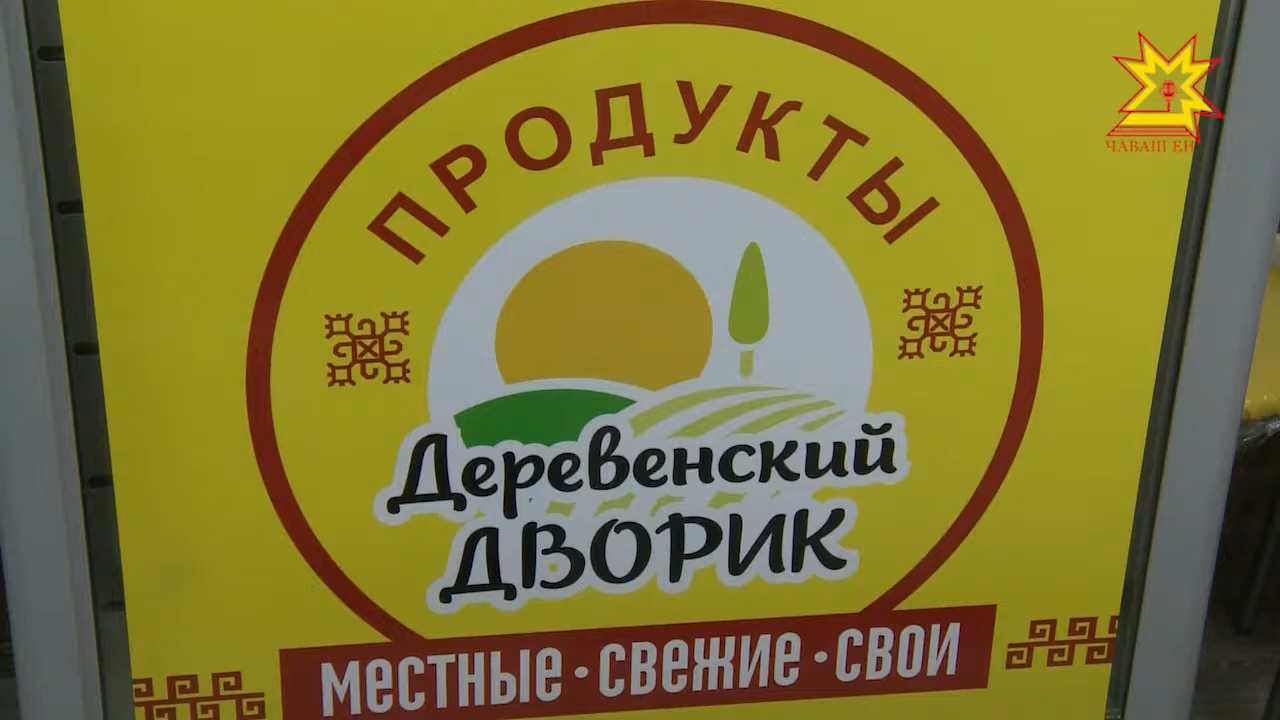 ЧӐВАШ ЕН
ПРОДУКТЫ
Деревенский
ДВОРИК
МЕСТНЫЕ · СВЕЖИЕ · СВОИ